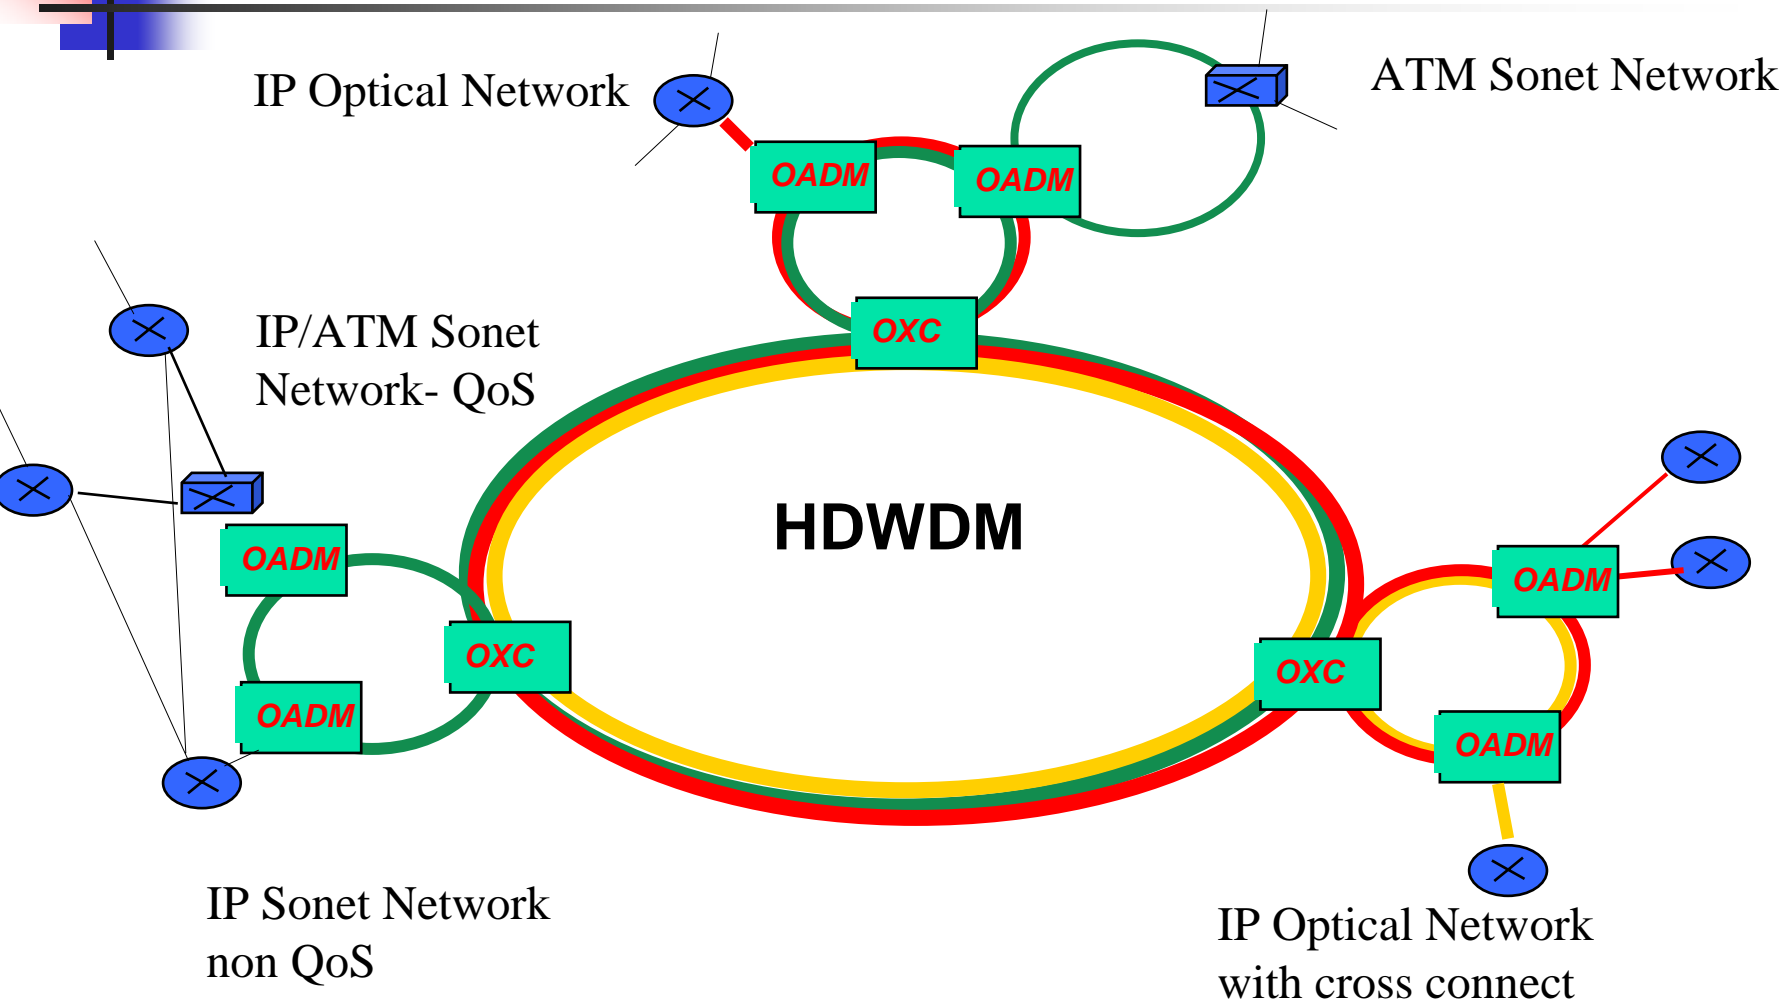 IP Optical Network
ATM Sonet Network
OADM
OADM
IP/ATM Sonet
Network- QoS
OXC
HDWDM
OADM
OADM
OXC
OADM
OXC
OADM
IP Sonet Network
non QoS
IP Optical Network
with cross connect